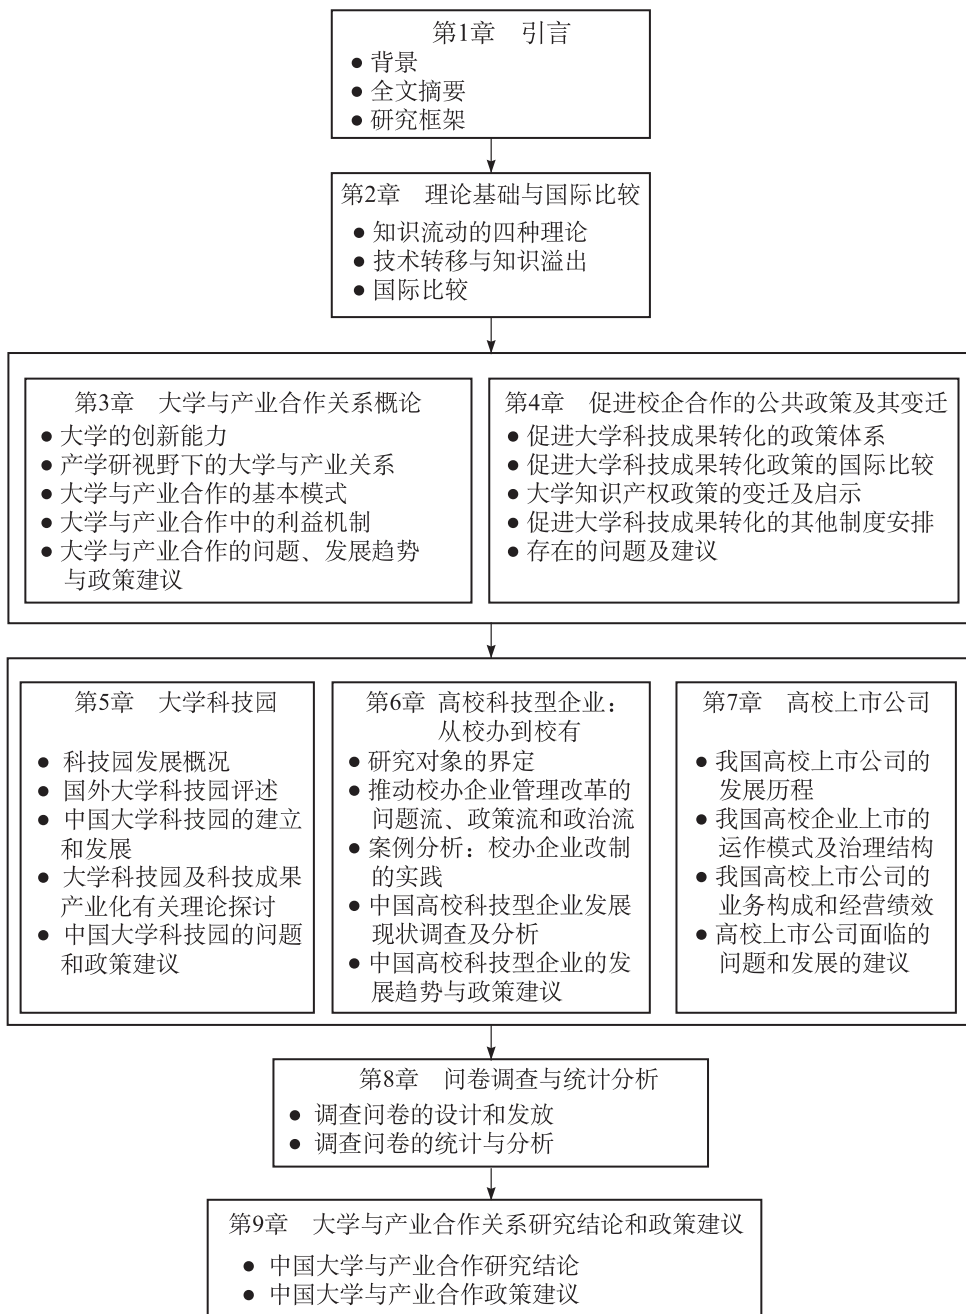 第1章 引言
● 背景
● 全文摘要
● 研究框架
第2章 理论基础与国际比较
● 知识流动的四种理论
● 技术转移与知识溢出
● 国际比较
第3章 大学与产业合作关系概论
● 大学的创新能力
● 产学研视野下的大学与产业关系
● 大学与产业合作的基本模式
● 大学与产业合作中的利益机制
● 大学与产业合作的问题、发展趋势
与政策建议
第4章 促进校企合作的公共政策及其变迁
● 促进大学科技成果转化的政策体系
● 促进大学科技成果转化政策的国际比较
● 大学知识产权政策的变迁及启示
● 促进大学科技成果转化的其他制度安排
● 存在的问题及建议
第5章 大学科技园
● 科技园发展概况
● 国外大学科技园评述
● 中国大学科技园的建立
和发展
● 大学科技园及科技成果
产业化有关理论探讨
● 中国大学科技园的问题
和政策建议
第6章 高校科技型企业：
从校办到校有
● 研究对象的界定
● 推动校办企业管理改革的
问题流、政策流和政治流
● 案例分析：校办企业改制
的实践
● 中国高校科技型企业发展
现状调查及分析
● 中国高校科技型企业的发
展趋势与政策建议
第7章 高校上市公司
● 我国高校上市公司的
发展历程
● 我国高校企业上市的
运作模式及治理结构
● 我国高校上市公司的
业务构成和经营绩效
● 高校上市公司面临的
问题和发展的建议
第8章 问卷调查与统计分析
● 调查问卷的设计和发放
● 调查问卷的统计与分析
第9章 大学与产业合作关系研究结论和政策建议
● 中国大学与产业合作研究结论
● 中国大学与产业合作政策建议